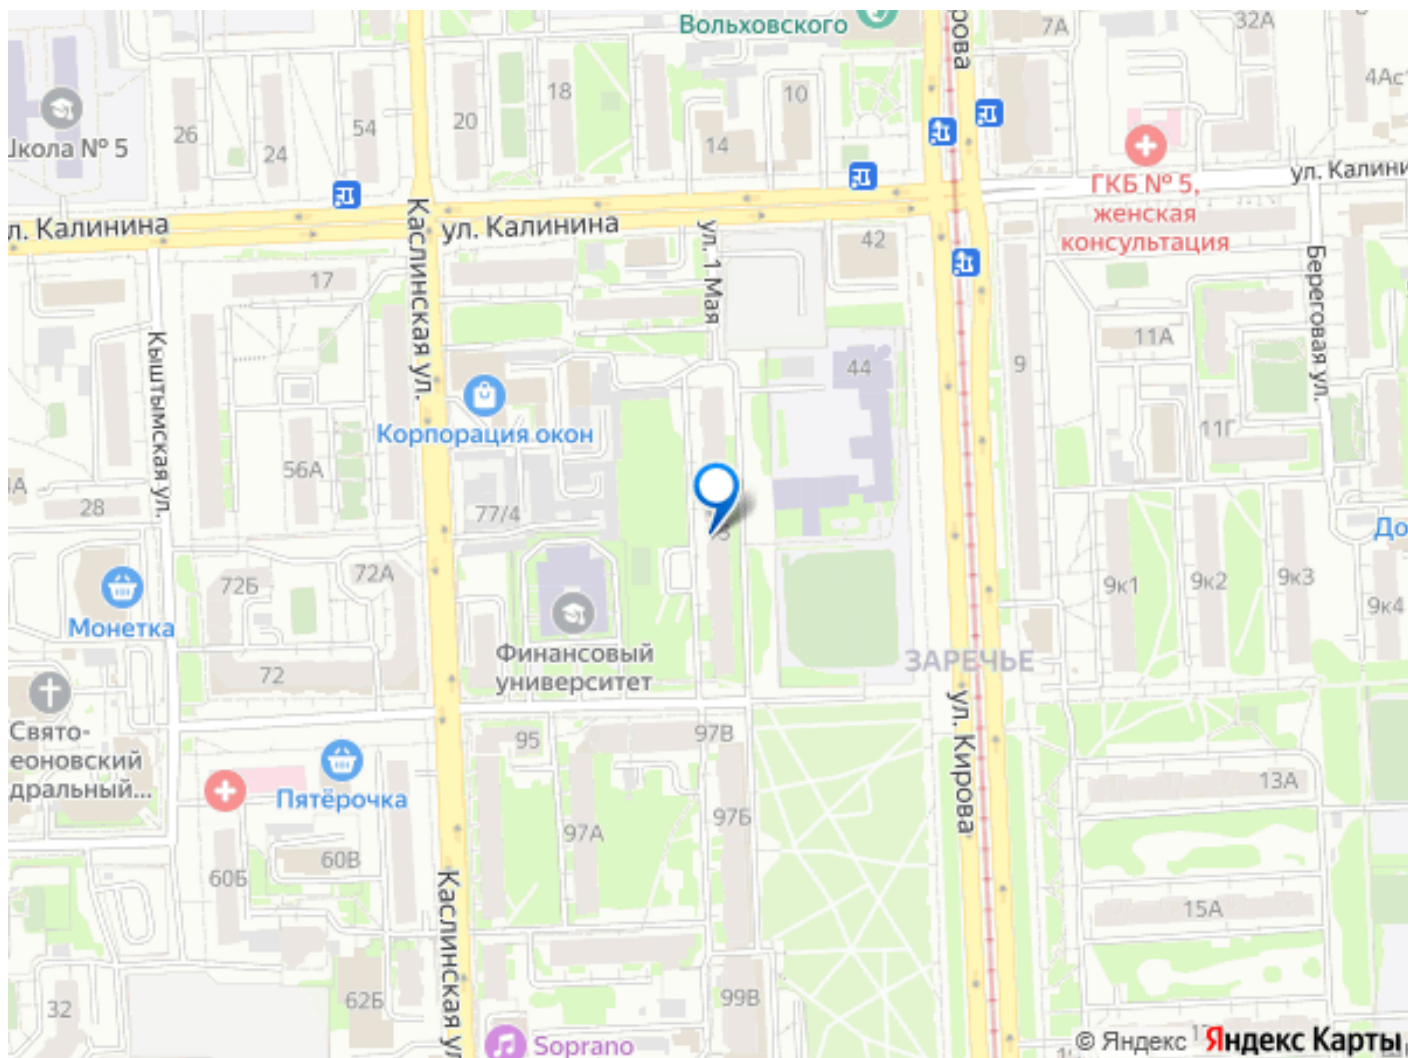 Вольховского
7А
32А
4Ас
10
18
20
54
24
26
14
Школа № 5
ул. Калини
ГКБ № 5,
женская
консультация
ул. Калинина
ул. Калинина
Каслинская ул.
ул. 1 Мая
42
17
Береговая ул.
Кыштымская ул.
11А
9
44
11Г
Корпорация окон
56А
28
77/4
До
72Б
72А
9к1
9к2
9к3
9к4
Монетка
Финансовый
университет
ЗАРЕЧЬЕ
72
ул. Кирова
Свято-
еоновский
дральный...
95
97В
Пятёрочка
13А
97Б
97А
60В
60Б
Каслинская ул
15А
99В
62Б
32
Soprano
© Яндекс Яндекс Карты